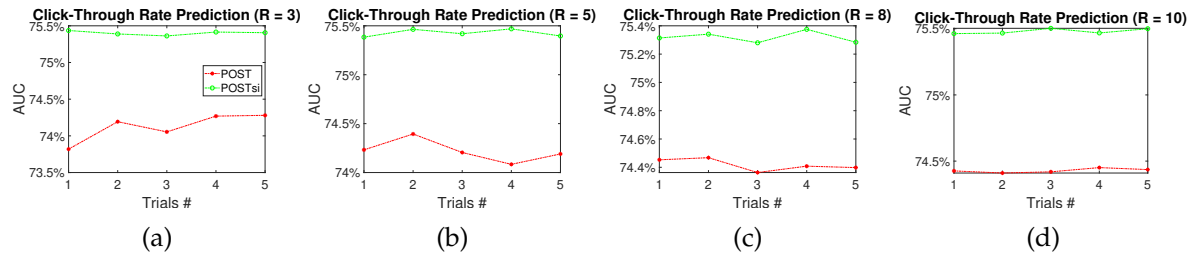 Click-Through Rate Prediction (R = 3)
75.5%
75%
74.5%
74%
73.5%
AUC
POST
POSTsi
1 2 3 4 5
Trials #
(a)
Click-Through Rate Prediction (R = 5)
75.5%
75%
74.5%
74%
AUC
1 2 3 4 5
Trials #
(b)
Click-Through Rate Prediction (R = 8)
75.4%
75.2%
75%
74.8%
74.6%
74.4%
AUC
1 2 3 4 5
Trials #
(c)
Click-Through Rate Prediction (R = 10)
75.5%
75%
74.5%
AUC
1 2 3 4 5
Trials #
(d)